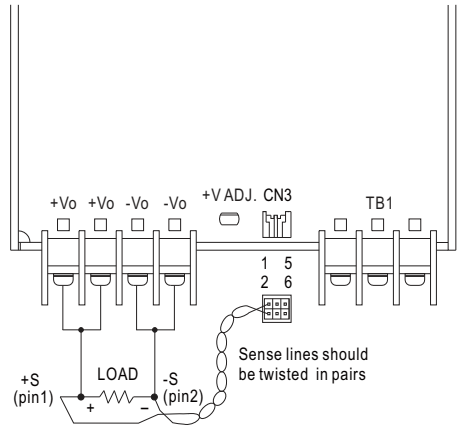 +Vo +Vo -Vo -Vo +V ADJ. CN3 TB1
1 5
2 6
Sense lines should
be twisted in pairs
+S
(pin1)
LOAD
-S
(pin2)
+ −